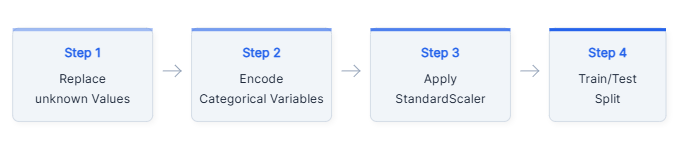 Step 1
Replace
unknown Values
Step 2
Encode
Categorical Variables
Step 3
Apply
StandardScaler
Step 4
Train/Test
Split